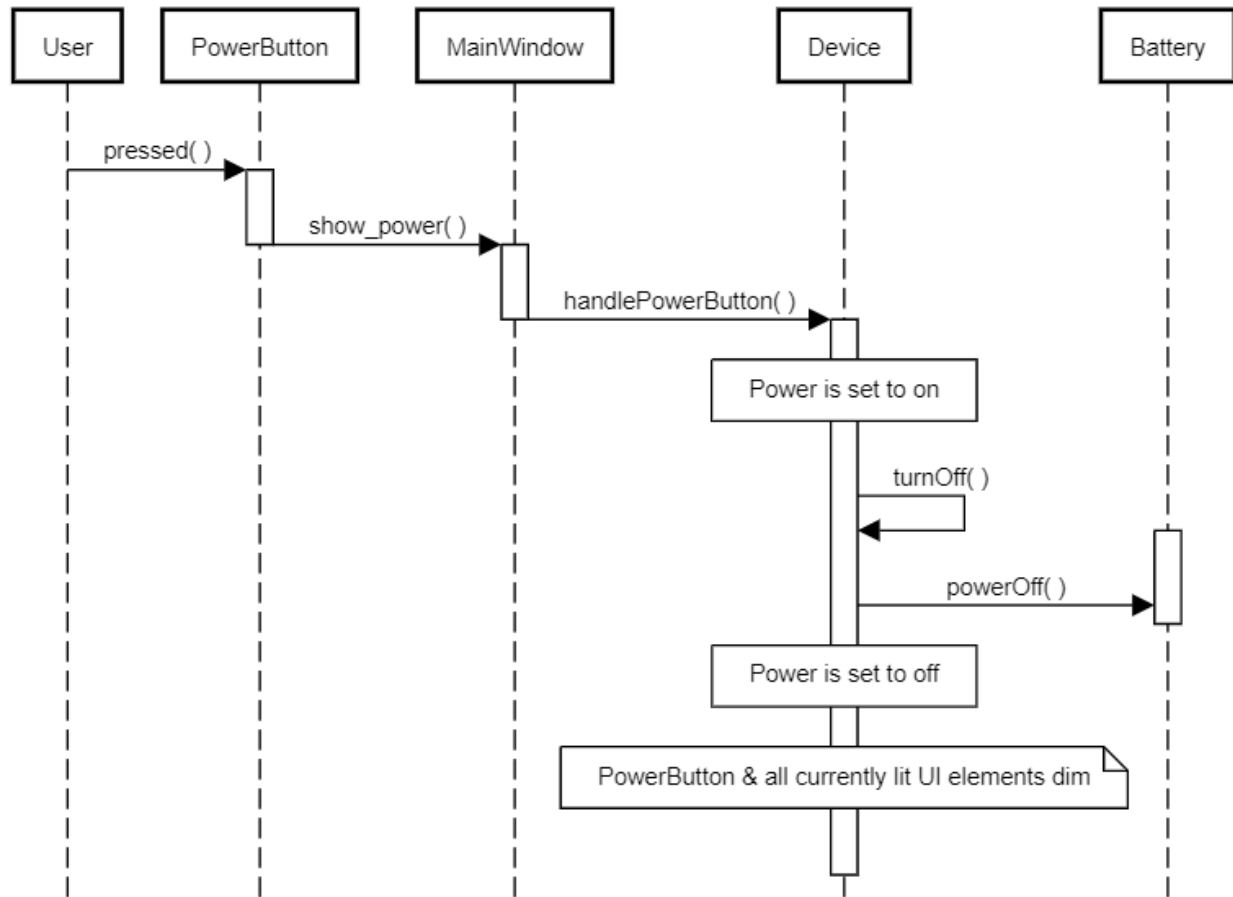 User
PowerButton
MainWindow
Device
Battery
pressed( )
show_power( )
handlePowerButton( )
Power is set to on
turnOff( )
powerOff( )
Power is set to off
PowerButton & all currently lit UI elements dim